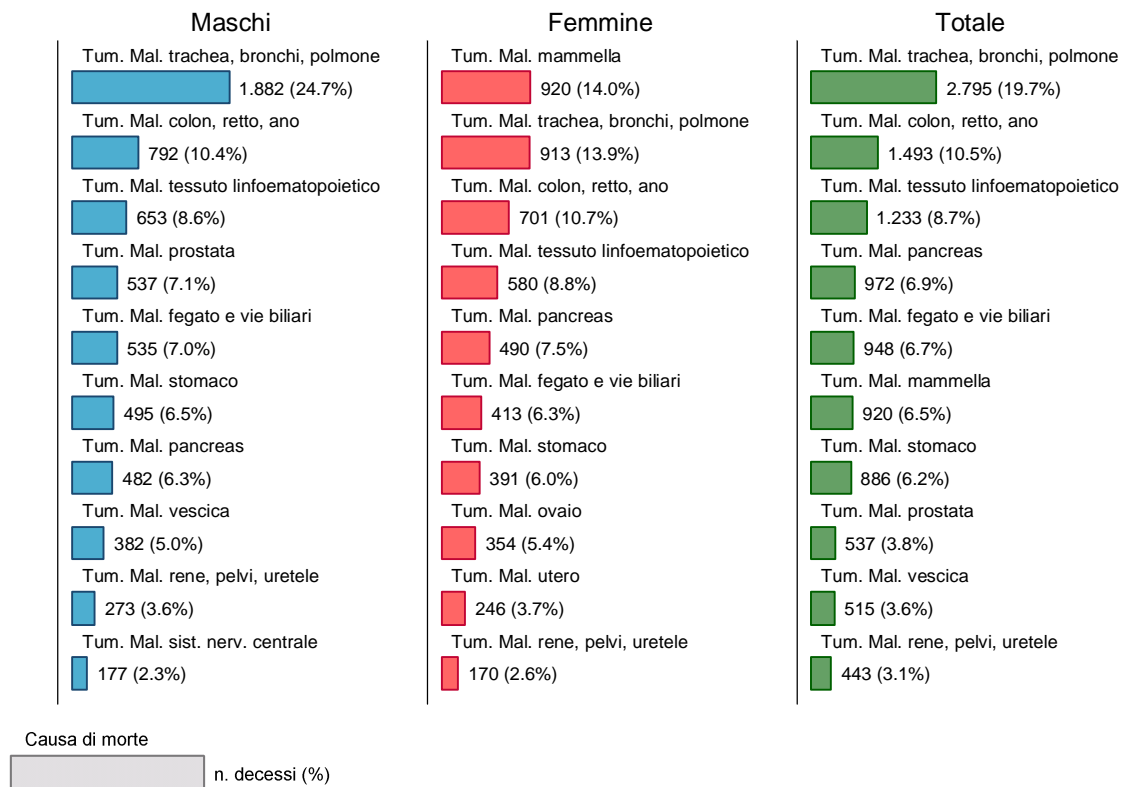 Maschi
Tum. Mal. trachea, bronchi, polmone
1.882 (24.7%)
Tum. Mal. colon, retto, ano
792 (10.4%)
Tum. Mal. tessuto linfoematopoietico
653 (8.6%)
Tum. Mal. prostata
537 (7.1%)
Tum. Mal. fegato e vie biliari
535 (7.0%)
Tum. Mal. stomaco
495 (6.5%)
Tum. Mal. pancreas
482 (6.3%)
Tum. Mal. vescica
382 (5.0%)
Tum. Mal. rene, pelvi, uretele
273 (3.6%)
Tum. Mal. sist. nerv. centrale
177 (2.3%)
Femmine
Tum. Mal. mammella
920 (14.0%)
Tum. Mal. trachea, bronchi, polmone
913 (13.9%)
Tum. Mal. colon, retto, ano
701 (10.7%)
Tum. Mal. tessuto linfoematopoietico
580 (8.8%)
Tum. Mal. pancreas
490 (7.5%)
Tum. Mal. fegato e vie biliari
413 (6.3%)
Tum. Mal. stomaco
391 (6.0%)
Tum. Mal. ovaio
354 (5.4%)
Tum. Mal. utero
246 (3.7%)
Tum. Mal. rene, pelvi, uretele
170 (2.6%)
Totale
Tum. Mal. trachea, bronchi, polmone
2.795 (19.7%)
Tum. Mal. colon, retto, ano
1.493 (10.5%)
Tum. Mal. tessuto linfoematopoietico
1.233 (8.7%)
Tum. Mal. pancreas
972 (6.9%)
Tum. Mal. fegato e vie biliari
948 (6.7%)
Tum. Mal. mammella
920 (6.5%)
Tum. Mal. stomaco
886 (6.2%)
Tum. Mal. prostata
537 (3.8%)
Tum. Mal. vescica
515 (3.6%)
Tum. Mal. rene, pelvi, uretele
443 (3.1%)
Causa di morte
n. decessi (%)